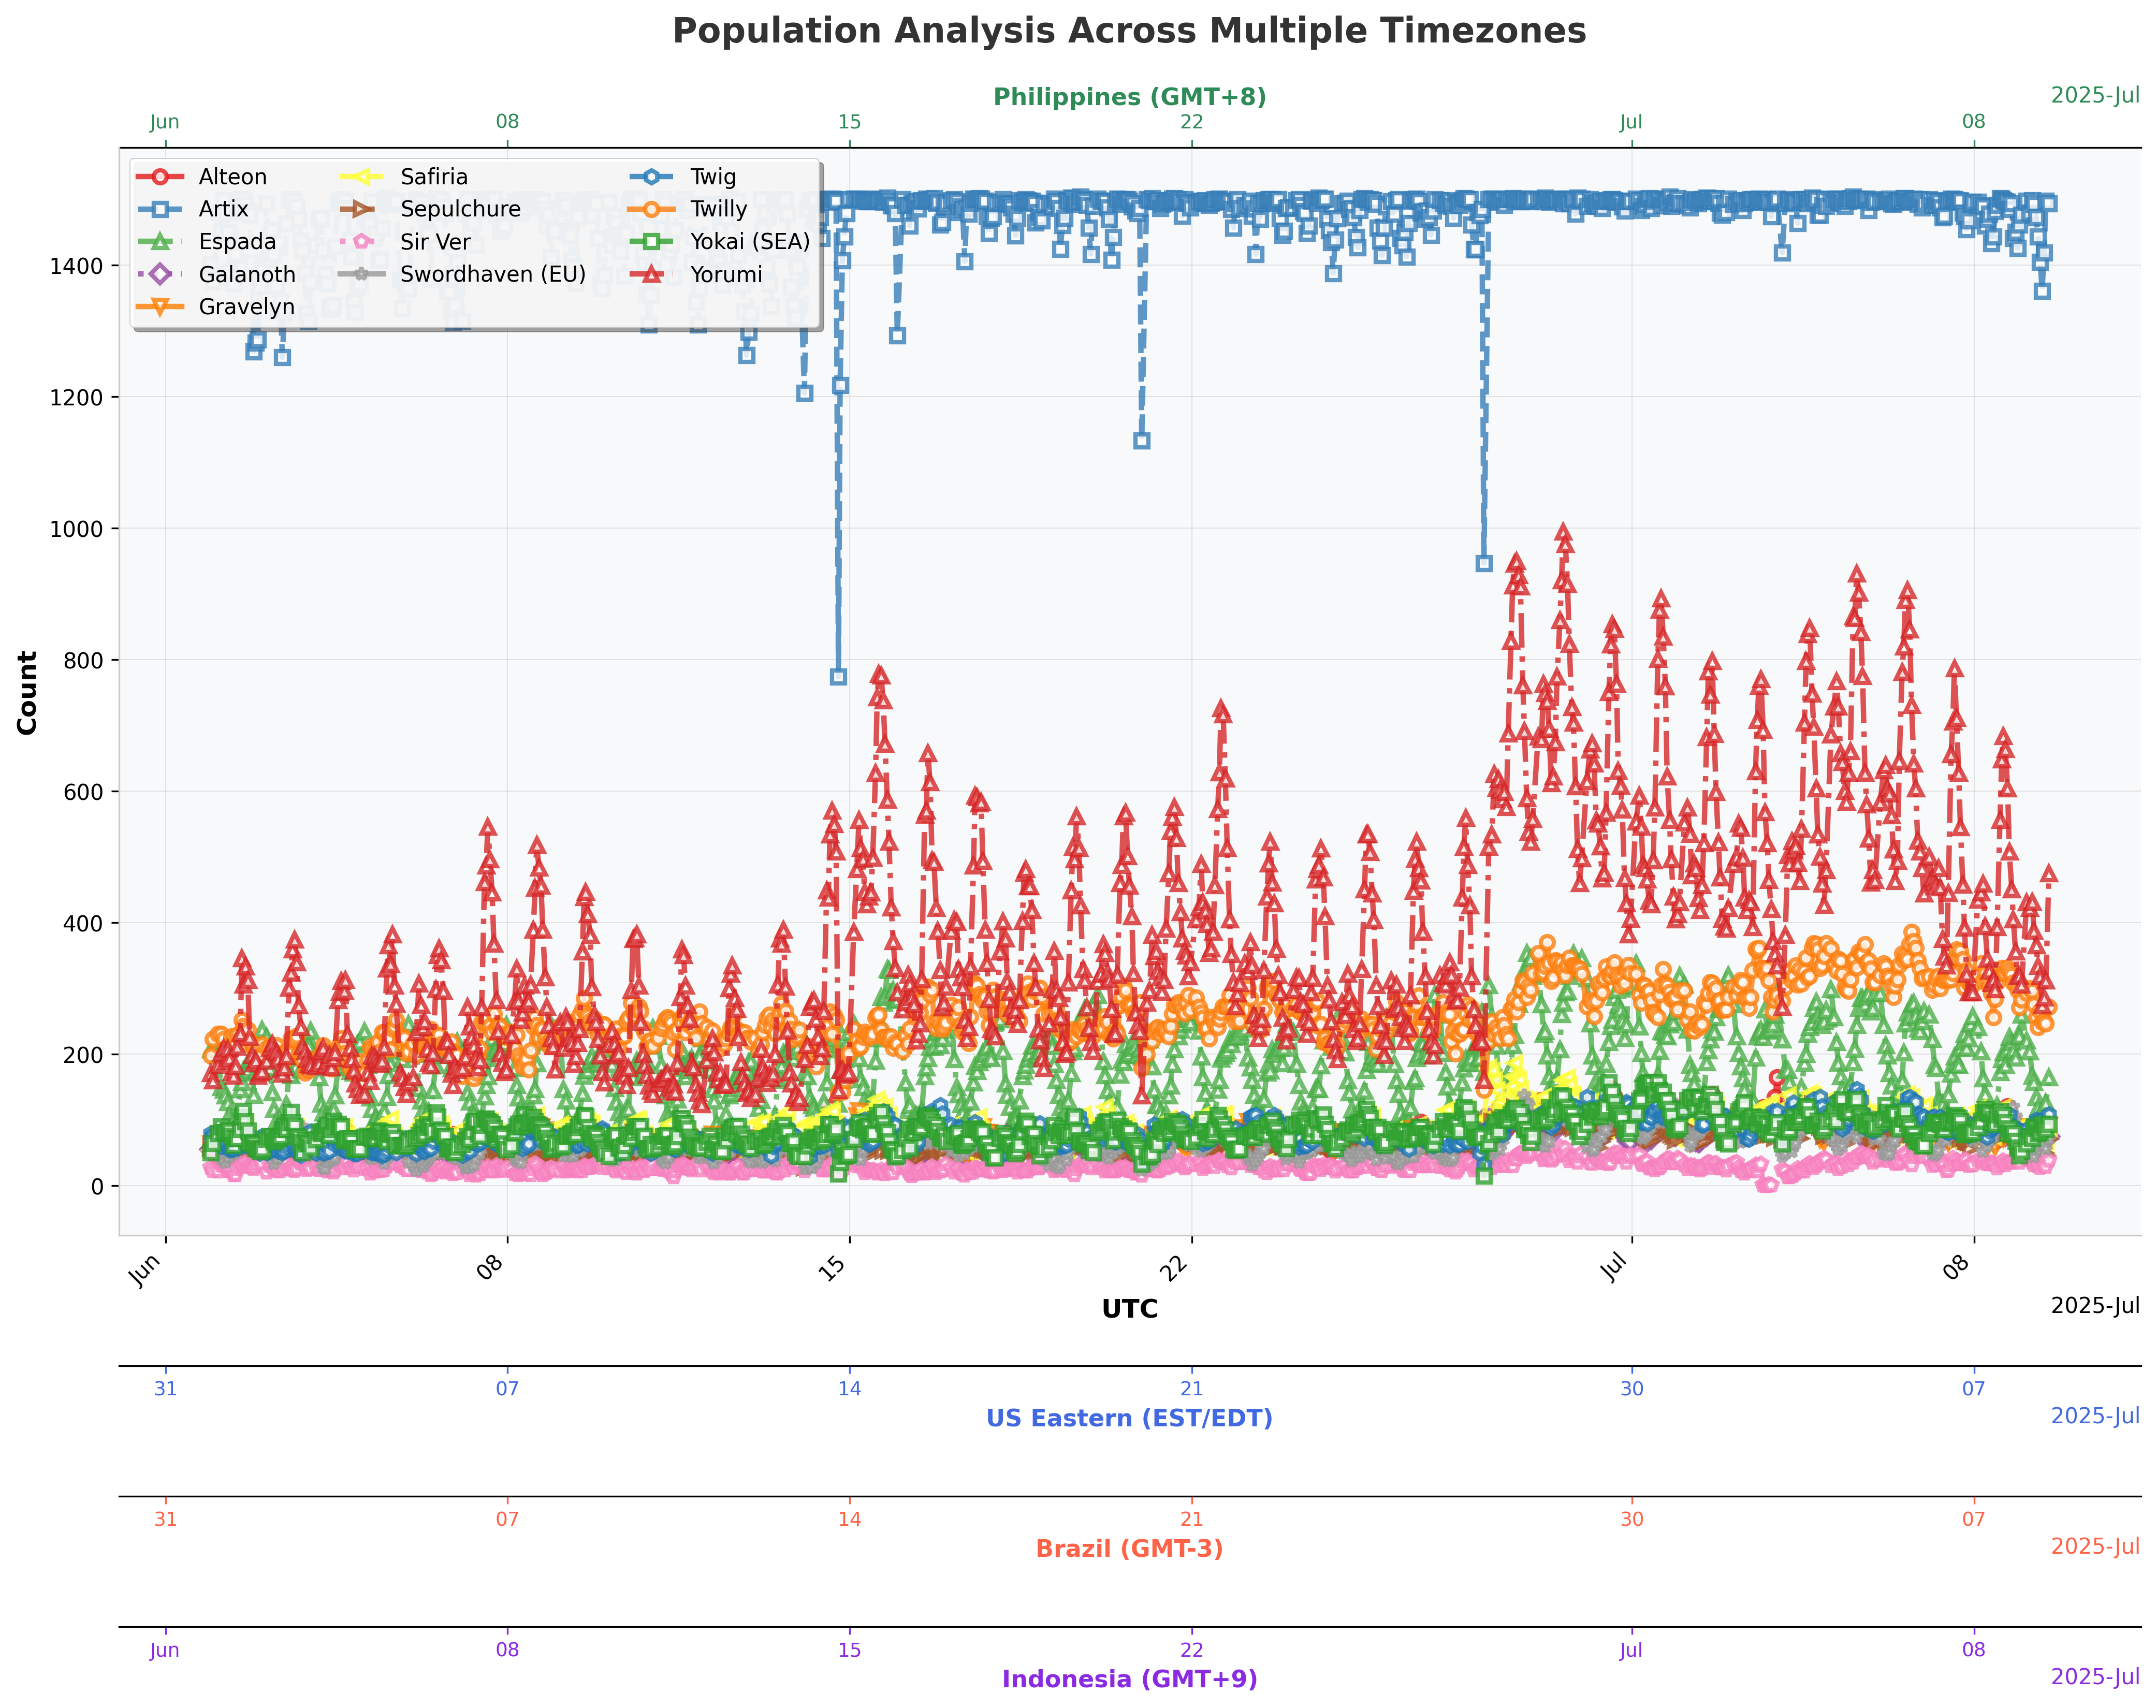 Population Analysis Across Multiple Timezones
Philippines (GMT+8)
2025-Jul
Jun 08 15 22 Jul 08
Alteon
Artix
Espada
Galanoth
Gravelyn
Safiria
Sepulchure
Sir Ver
Swordhaven (EU)
Twig
Twilly
Yokai (SEA)
Yorumi
Count
1400
1200
1000
800
600
400
200
0
Jun 08 15 22 Jul 08
UTC
2025-Jul
31 07 14 21 30 07
US Eastern (EST/EDT)
2025-Jul
31 07 14 21 30 07
Brazil (GMT-3)
2025-Jul
Jun 08 15 22 Jul 08
Indonesia (GMT+9)
2025-Jul